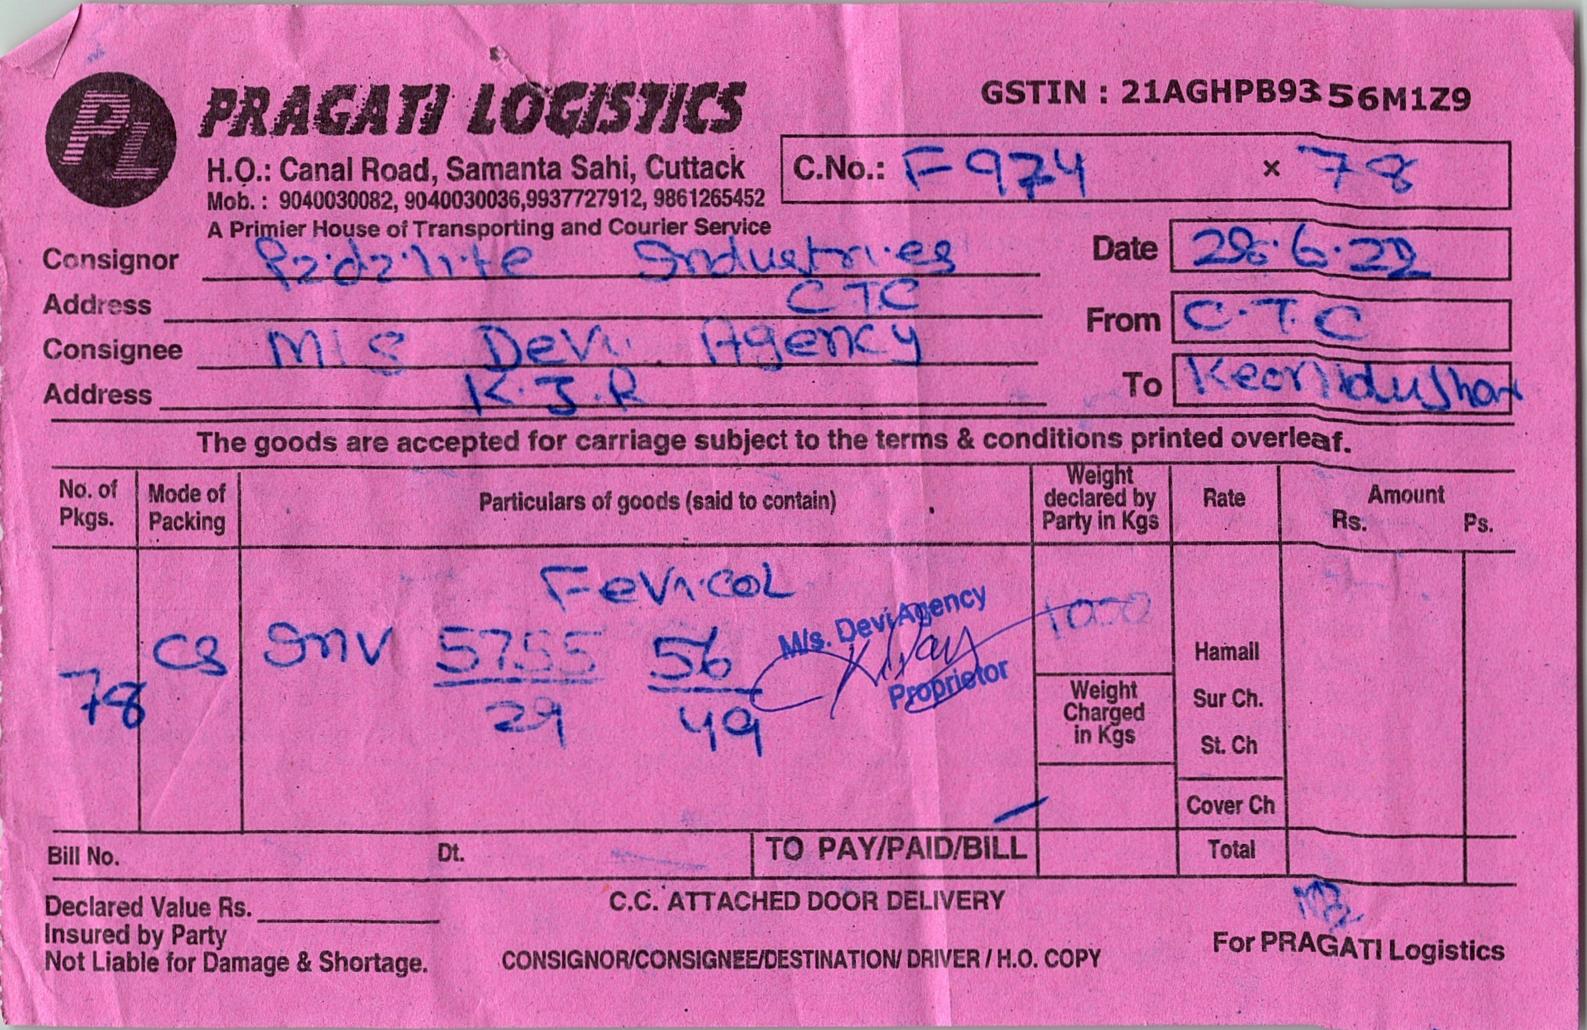 PL PRAGATI LOGISTICS
GSTIN : 21AGHPB9356M1Z9
H.O.: Canal Road, Samanta Sahi, Cuttack
Mob. : 9040030082, 9040030036,9937727912, 9861265452
A Primier House of Transporting and Courier Service
C.No.: F974 x 78
Consignor Pidilite Industries
Date 28.6.22
Address CTC
From C.T.C
Consignee M/S Devi Agency
Address K.J.R
To
The goods are accepted for carriage subject to the terms & conditions printed overleaf.
No. of Pkgs.
Mode of Packing
Particulars of goods (said to contain)
Weight declared by Party in Kgs
Rate
Amount
Rs. Ps.
Fevicol
78 CS Inv 5755 56
29 49
M/s. Devi Agency
Proprietor
1000
Weight Charged in Kgs
Hamail
Sur Ch.
St. Ch
Cover Ch
Bill No. Dt. TO PAY/PAID/BILL Total
Declared Value Rs.
C.C. ATTACHED DOOR DELIVERY
Insured by Party
Not Liable for Damage & Shortage.
CONSIGNOR/CONSIGNEE/DESTINATION/ DRIVER / H.O. COPY
For PRAGATI Logistics